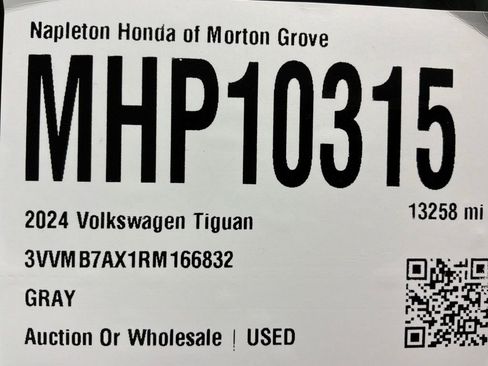 Napleton Honda of Morton Grove
MHP10315
13258 mi
2024 Volkswagen Tiguan
3VVMB7AX1RM166832
GRAY
Auction Or Wholesale | USED